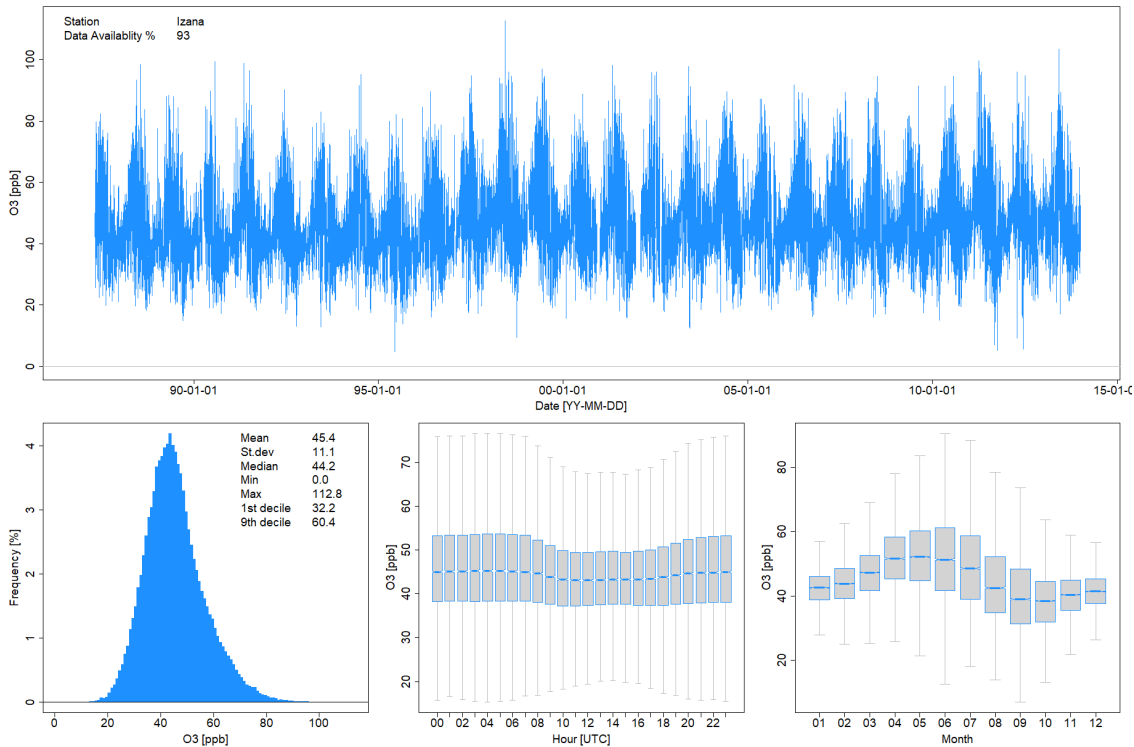 Station Izana
Data Availablity % 93
O3 [ppb]
0 20 40 60 80 100
90-01-01 95-01-01 00-01-01 05-01-01 10-01-01 15-01-0
Date [YY-MM-DD]
Frequency [%]
0 1 2 3 4
Mean 45.4
St.dev 11.1
Median 44.2
Min 0.0
Max 112.8
1st decile 32.2
9th decile 60.4
0 20 40 60 80 100
O3 [ppb]
O3 [ppb]
20 30 40 50 60 70
00 02 04 06 08 10 12 14 16 18 20 22
Hour [UTC]
O3 [ppb]
20 40 60 80
01 02 03 04 05 06 07 08 09 10 11 12
Month